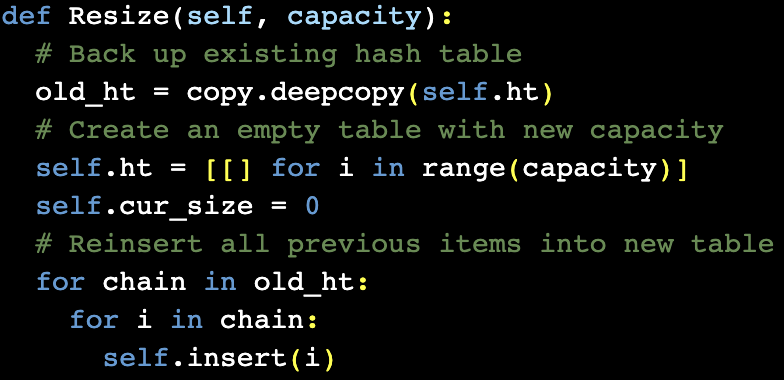 def Resize(self, capacity):
  # Back up existing hash table
  old_ht = copy.deepcopy(self.ht)
  # Create an empty table with new capacity
  self.ht = [[] for i in range(capacity)]
  self.cur_size = 0
  # Reinsert all previous items into new table
  for chain in old_ht:
    for i in chain:
      self.insert(i)